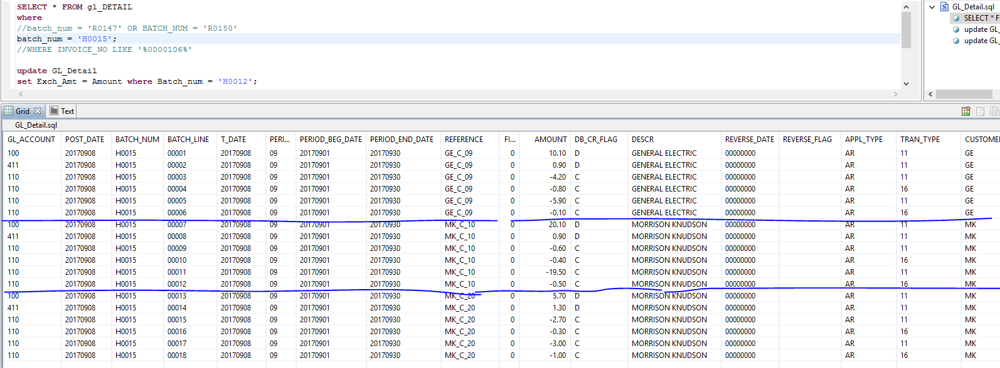 SELECT * FROM gl_DETAIL
where
//batch_num = 'R0147' OR BATCH_NUM = 'R0150'
batch_num = 'H0015';
//WHERE INVOICE_NO LIKE '%0000106%'
update GL_Detail
set Exch_Amt = Amount where Batch_num = 'H0012';
GL_Detail.sql
SELECT * F
update GL_
update GL_
Grid Text
GL_Detail.sql
GL_ACCOUNT POST_DATE BATCH_NUM BATCH_LINE T_DATE PERI... PERIOD_BEG_DATE PERIOD_END_DATE REFERENCE FI... AMOUNT DB_CR_FLAG DESCR REVERSE_DATE REVERSE_FLAG APPL_TYPE TRAN_TYPE CUSTOME
100 20170908 H0015 00001 20170908 09 20170901 20170930 GE_C_09 0 10.10 D GENERAL ELECTRIC 00000000 AR 11 GE
411 20170908 H0015 00002 20170908 09 20170901 20170930 GE_C_09 0 0.90 D GENERAL ELECTRIC 00000000 AR 11 GE
110 20170908 H0015 00003 20170908 09 20170901 20170930 GE_C_09 0 -4.20 C GENERAL ELECTRIC 00000000 AR 11 GE
110 20170908 H0015 00004 20170908 09 20170901 20170930 GE_C_09 0 -0.80 C GENERAL ELECTRIC 00000000 AR 16 GE
110 20170908 H0015 00005 20170908 09 20170901 20170930 GE_C_09 0 -5.90 C GENERAL ELECTRIC 00000000 AR 11 GE
110 20170908 H0015 00006 20170908 09 20170901 20170930 GE_C_09 0 -0.10 C GENERAL ELECTRIC 00000000 AR 16 GE
100 20170908 H0015 00007 20170908 09 20170901 20170930 MK_C_10 0 20.10 D MORRISON KNUDSON 00000000 AR 11 MK
411 20170908 H0015 00008 20170908 09 20170901 20170930 MK_C_10 0 0.90 D MORRISON KNUDSON 00000000 AR 11 MK
110 20170908 H0015 00009 20170908 09 20170901 20170930 MK_C_10 0 -0.60 C MORRISON KNUDSON 00000000 AR 11 MK
110 20170908 H0015 00010 20170908 09 20170901 20170930 MK_C_10 0 -0.40 C MORRISON KNUDSON 00000000 AR 16 MK
110 20170908 H0015 00011 20170908 09 20170901 20170930 MK_C_10 0 -19.50 C MORRISON KNUDSON 00000000 AR 11 MK
110 20170908 H0015 00012 20170908 09 20170901 20170930 MK_C_10 0 -0.50 C MORRISON KNUDSON 00000000 AR 16 MK
100 20170908 H0015 00013 20170908 09 20170901 20170930 MK_C_20 0 5.70 D MORRISON KNUDSON 00000000 AR 11 MK
411 20170908 H0015 00014 20170908 09 20170901 20170930 MK_C_20 0 1.30 D MORRISON KNUDSON 00000000 AR 11 MK
110 20170908 H0015 00015 20170908 09 20170901 20170930 MK_C_20 0 -2.70 C MORRISON KNUDSON 00000000 AR 11 MK
110 20170908 H0015 00016 20170908 09 20170901 20170930 MK_C_20 0 -0.30 C MORRISON KNUDSON 00000000 AR 16 MK
110 20170908 H0015 00017 20170908 09 20170901 20170930 MK_C_20 0 -3.00 C MORRISON KNUDSON 00000000 AR 11 MK
110 20170908 H0015 00018 20170908 09 20170901 20170930 MK_C_20 0 -1.00 C MORRISON KNUDSON 00000000 AR 16 MK